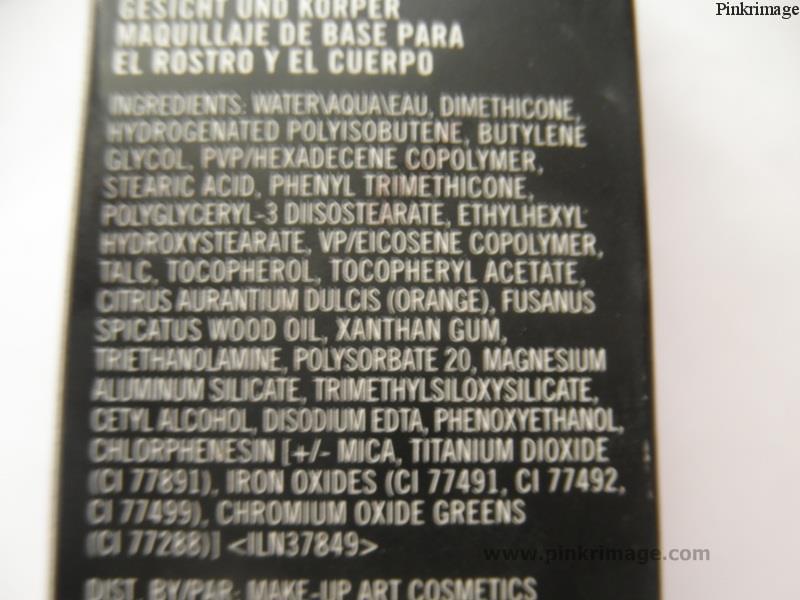 Pinkrimage
GESICHT UND KÖRPER
MAQUILLAJE DE BASE PARA
EL ROSTRO Y EL CUERPO
INGREDIENTS: WATER\AQUA\EAU, DIMETHICONE,
HYDROGENATED POLYISOBUTENE, BUTYLENE
GLYCOL, PVP/HEXADECENE COPOLYMER,
STEARIC ACID, PHENYL TRIMETHICONE,
POLYGLYCERYL-3 DIISOSTEARATE, ETHYLHEXYL
HYDROXYSTEARATE, VP/EICOSENE COPOLYMER,
TALC, TOCOPHEROL, TOCOPHERYL ACETATE,
CITRUS AURANTIUM DULCIS (ORANGE), FUSANUS
SPICATUS WOOD OIL, XANTHAN GUM,
TRIETHANOLAMINE, POLYSORBATE 20, MAGNESIUM
ALUMINUM SILICATE, TRIMETHYLSILOXYSILICATE,
CETYL ALCOHOL, DISODIUM EDTA, PHENOXYETHANOL,
CHLORPHENESIN [+/- MICA, TITANIUM DIOXIDE
(CI 77891), IRON OXIDES (CI 77491, CI 77492,
CI 77499), CHROMIUM OXIDE GREENS
(CI 77288)] <ILN37849>
www.pinkrimage.com
DIST. BY/PAR: MAKE-UP ART COSMETICS